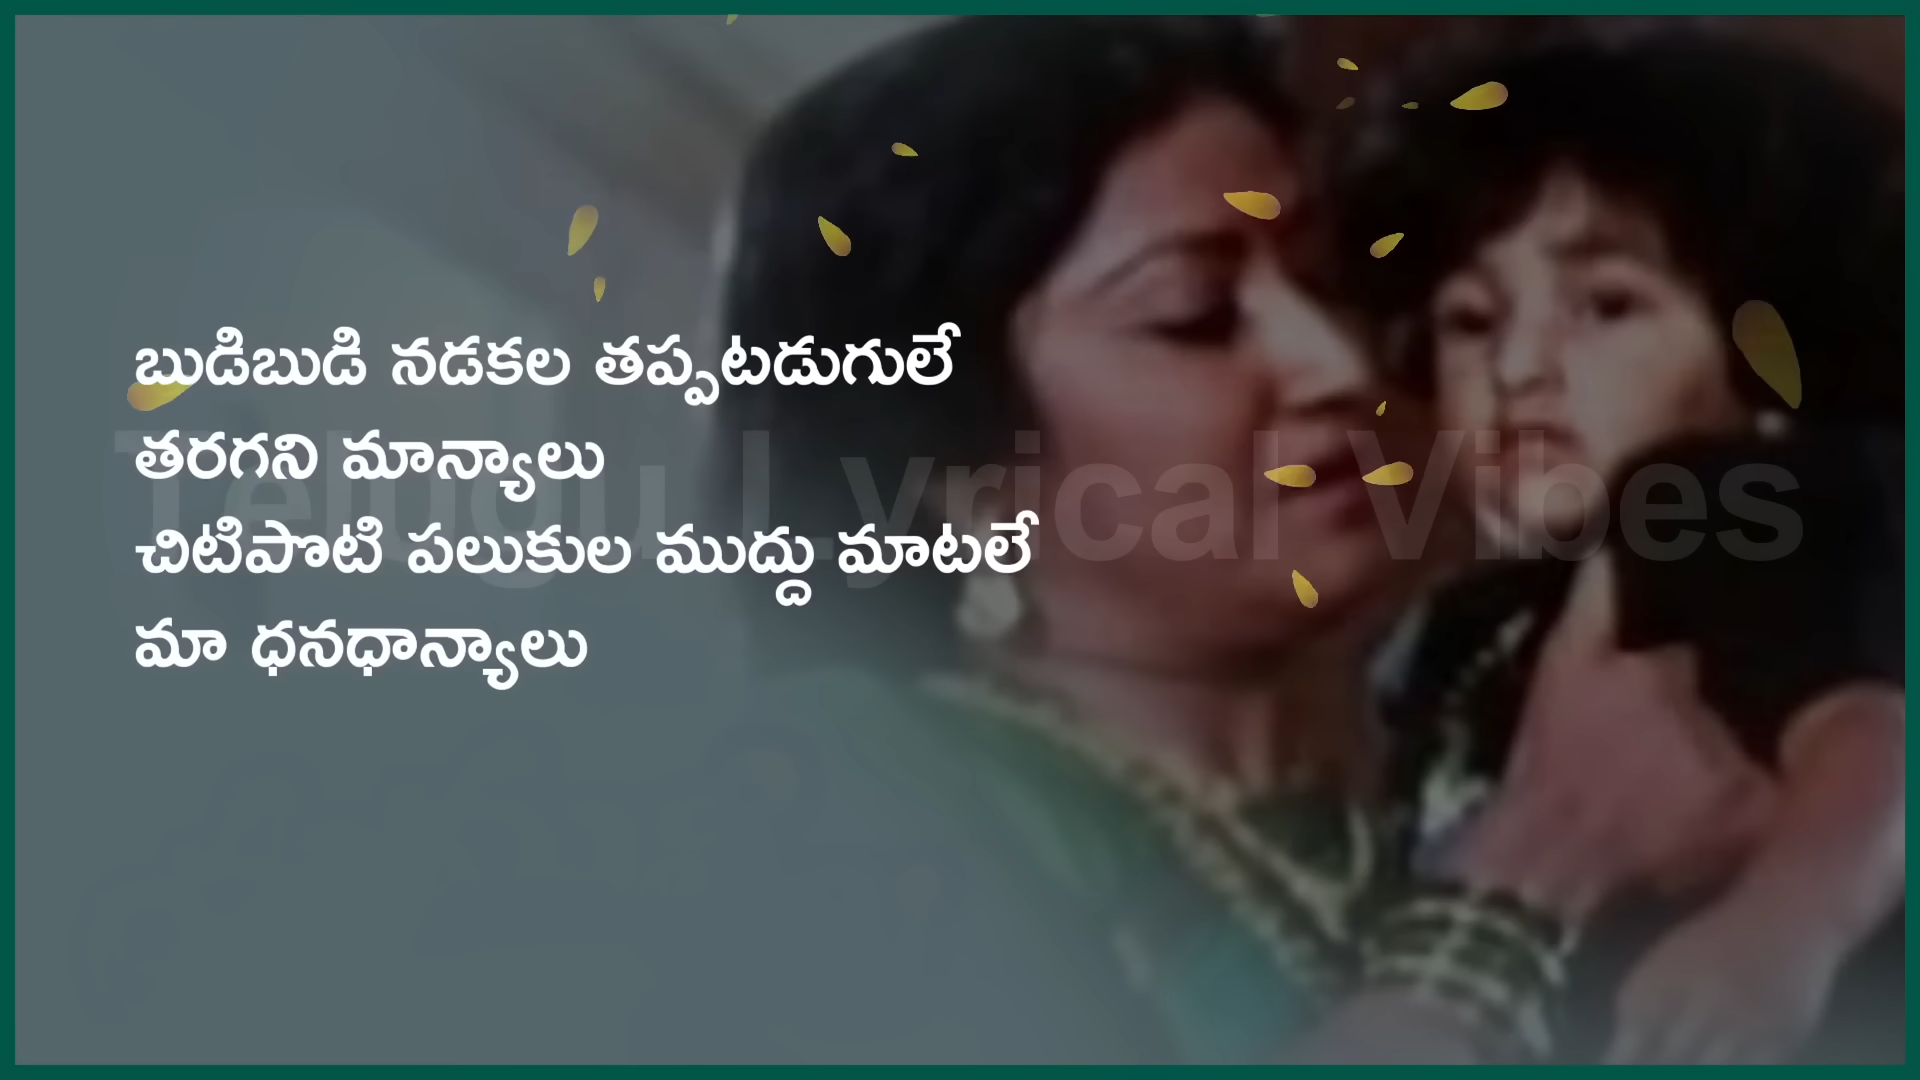 బుడిబుడి నడకల తప్పటడుగులే
తరగని మాన్యాలు
చిటిపొటి పలుకుల ముద్దు మాటలే
మా ధనధాన్యాలు
Telugu Lyrical Vibes